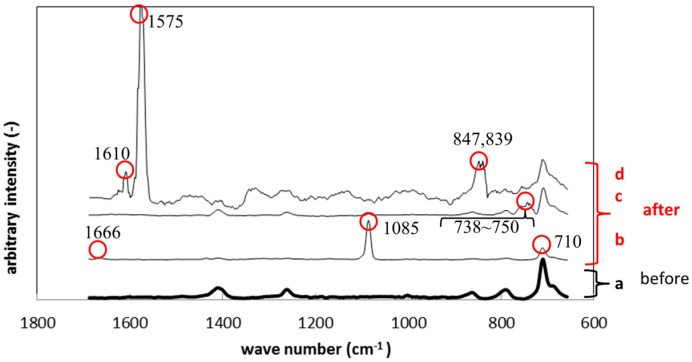 1575
847,839
1610
d
c
after
738~750
1666
1085
b
710
a
before
1800
1600
1400
1200
1000
800
600
wave number (cm-1)
arbitrary intensity (-)